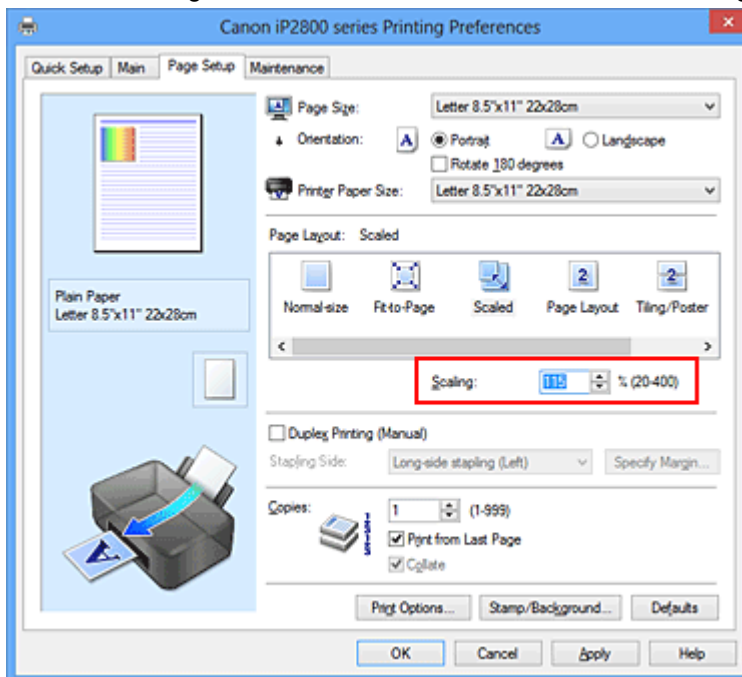 Canon iP2800 series Printing Preferences
Quick Setup Main Page Setup Maintenance
Page Size: Letter 8.5"x11" 22x28cm
Orientation: A Portrait A Landscape
Rotate 180 degrees
Printer Paper Size: Letter 8.5"x11" 22x28cm
Page Layout: Scaled
Normal-size Fit-to-Page Scaled Page Layout Tiling/Poster
Plain Paper
Letter 8.5"x11" 22x28cm
Scaling: 115 % (20-400)
Duplex Printing (Manual)
Stapling Side: Long-side stapling (Left) Specify Margin...
Copies: 1 (1-999)
Print from Last Page
Collate
Print Options... Stamp/Background... Defaults
OK Cancel Apply Help